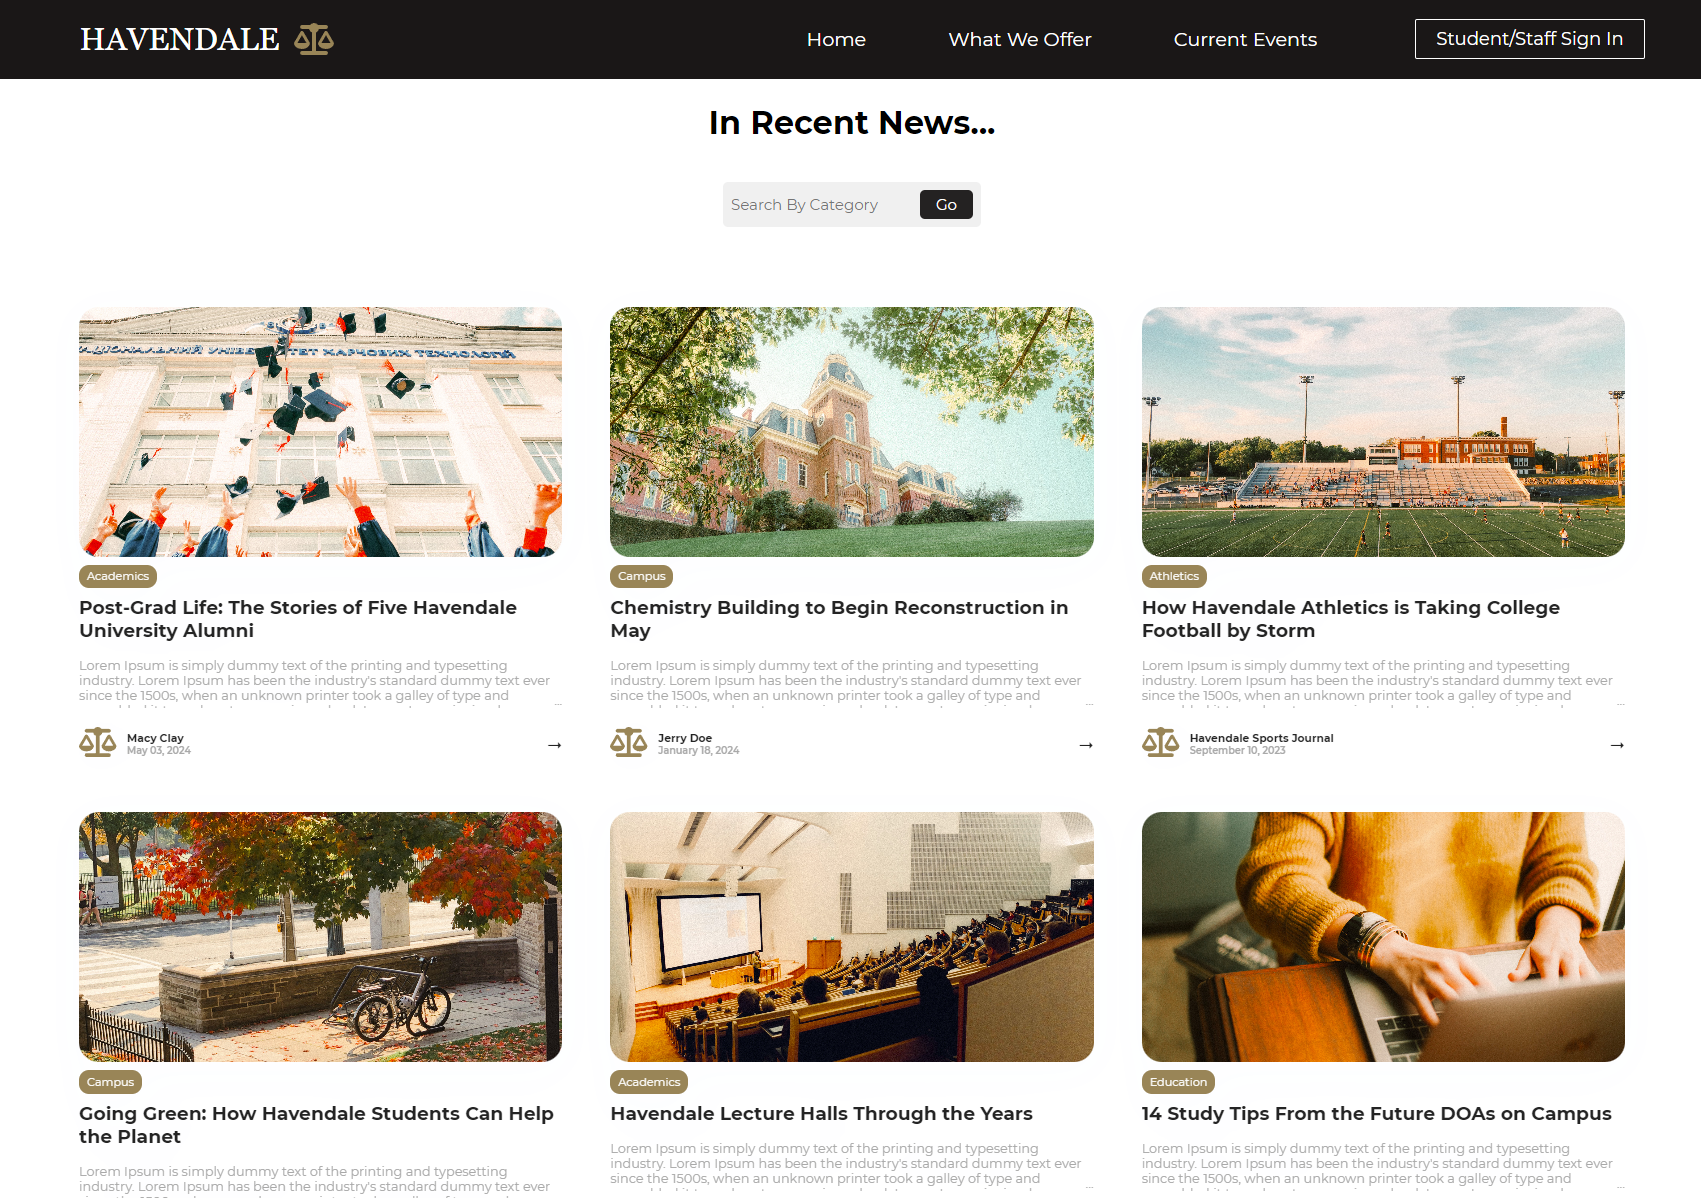 HAVENDALE
Home
What We Offer
Current Events
Student/Staff Sign In
In Recent News...
Search By Category
Go
ХАРЧОВИХ ТЕХНОЛОГІЙ
Academics
Post-Grad Life: The Stories of Five Havendale
University Alumni
Lorem Ipsum is simply dummy text of the printing and typesetting
industry. Lorem Ipsum has been the industry's standard dummy text ever
since the 1500s, when an unknown printer took a galley of type and
Macy Clay
May 03, 2024
→
Campus
Chemistry Building to Begin Reconstruction in
May
Lorem Ipsum is simply dummy text of the printing and typesetting
industry. Lorem Ipsum has been the industry's standard dummy text ever
since the 1500s, when an unknown printer took a galley of type and
Jerry Doe
January 18, 2024
→
Athletics
How Havendale Athletics is Taking College
Football by Storm
Lorem Ipsum is simply dummy text of the printing and typesetting
industry. Lorem Ipsum has been the industry's standard dummy text ever
since the 1500s, when an unknown printer took a galley of type and
Havendale Sports Journal
September 10, 2023
→
Campus
Going Green: How Havendale Students Can Help
the Planet
Lorem Ipsum is simply dummy text of the printing and typesetting
industry. Lorem Ipsum has been the industry's standard dummy text ever
Academics
Havendale Lecture Halls Through the Years
Lorem Ipsum is simply dummy text of the printing and typesetting
industry. Lorem Ipsum has been the industry's standard dummy text ever
since the 1500s, when an unknown printer took a galley of type and
Education
14 Study Tips From the Future DOAs on Campus
Lorem Ipsum is simply dummy text of the printing and typesetting
industry. Lorem Ipsum has been the industry's standard dummy text ever
since the 1500s, when an unknown printer took a galley of type and